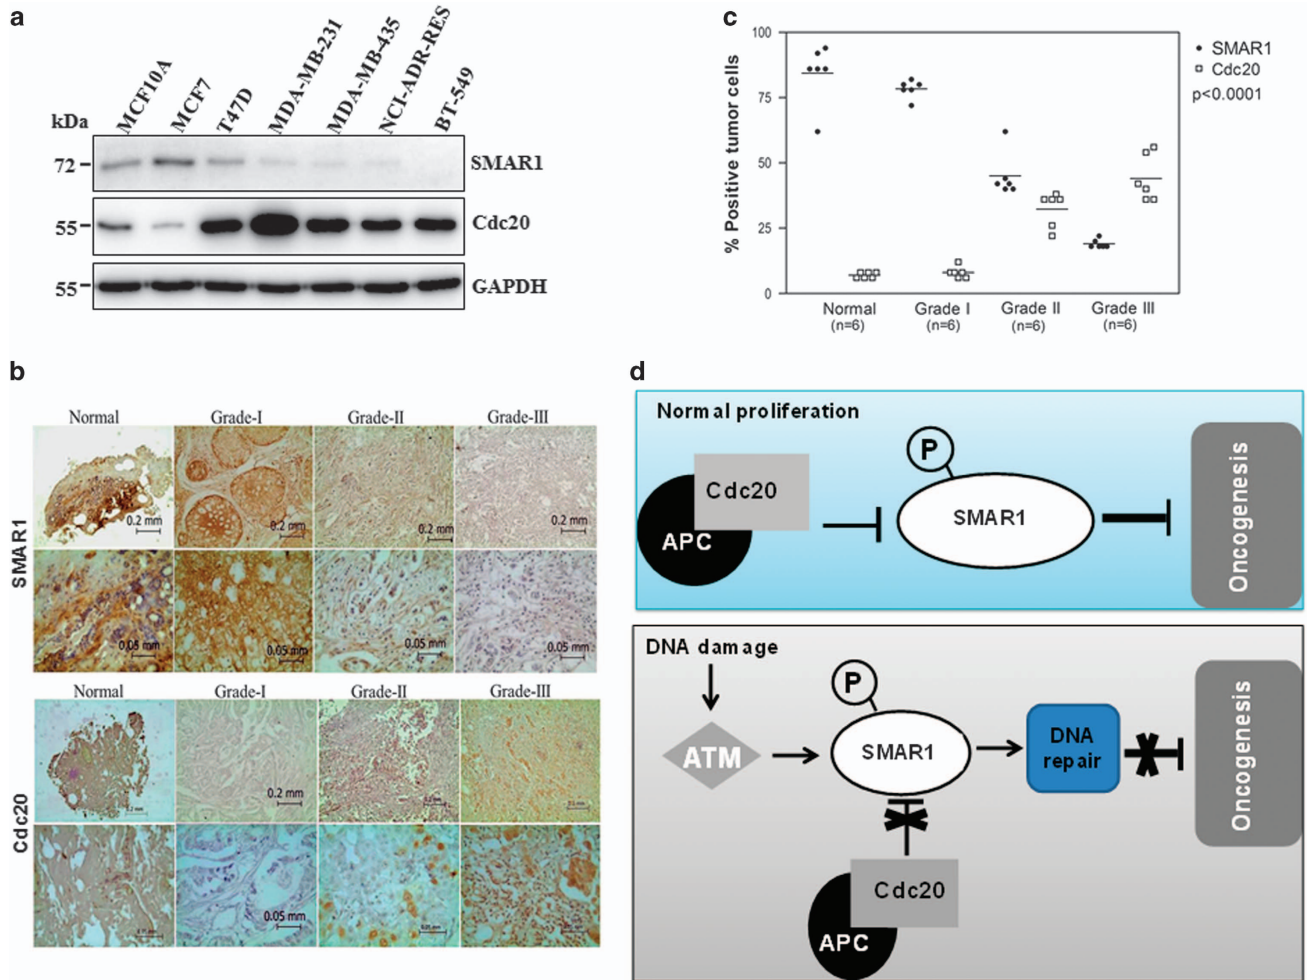 a
MCF10A
MCF7
T47D
MDA-MB-231
MDA-MB-435
NCI-ADR-RES
BT-549
kDa
72
SMAR1
55
Cdc20
55
GAPDH
b
Normal Grade-I Grade-II Grade-III
SMAR1
0.2 mm 0.2 mm 0.2 mm 0.2 mm
0.05 mm 0.05 mm 0.05 mm 0.05 mm
Normal Grade-I Grade-II Grade-III
Cdc20
0.2 mm
0.05 mm
c
% Positive tumor cells
100
75
50
25
0
Normal Grade I Grade II Grade III
(n=6) (n=6) (n=6) (n=6)
SMAR1
Cdc20
p<0.0001
d
Normal proliferation
P
Cdc20
APC
SMAR1
Oncogenesis
DNA damage
P
ATM
SMAR1
DNA
repair
Oncogenesis
Cdc20
APC